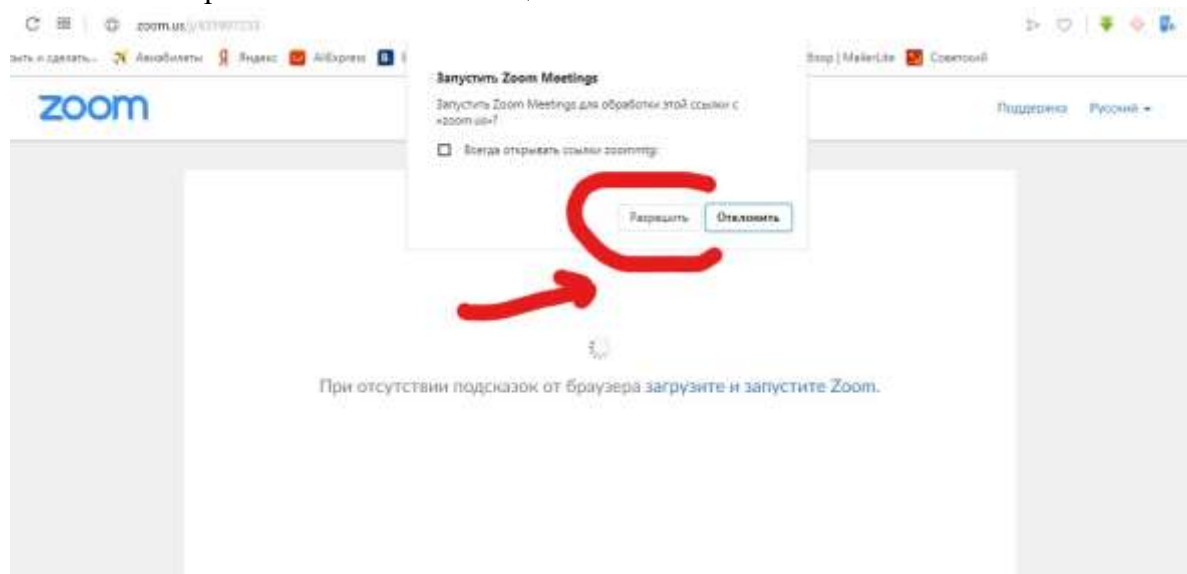 zoom.us/j/
Авиабилеты Яндекс AliExpress MailerLite Советский
Запустить Zoom Meetings
zoom Запустить Zoom Meetings для обработки этой ссылки с Поддержка Русский
«zoom.us»?
Всегда открывать ссылки zoommtg:
Разрешить Отклонить
При отсутствии подсказок от браузера загрузите и запустите Zoom.